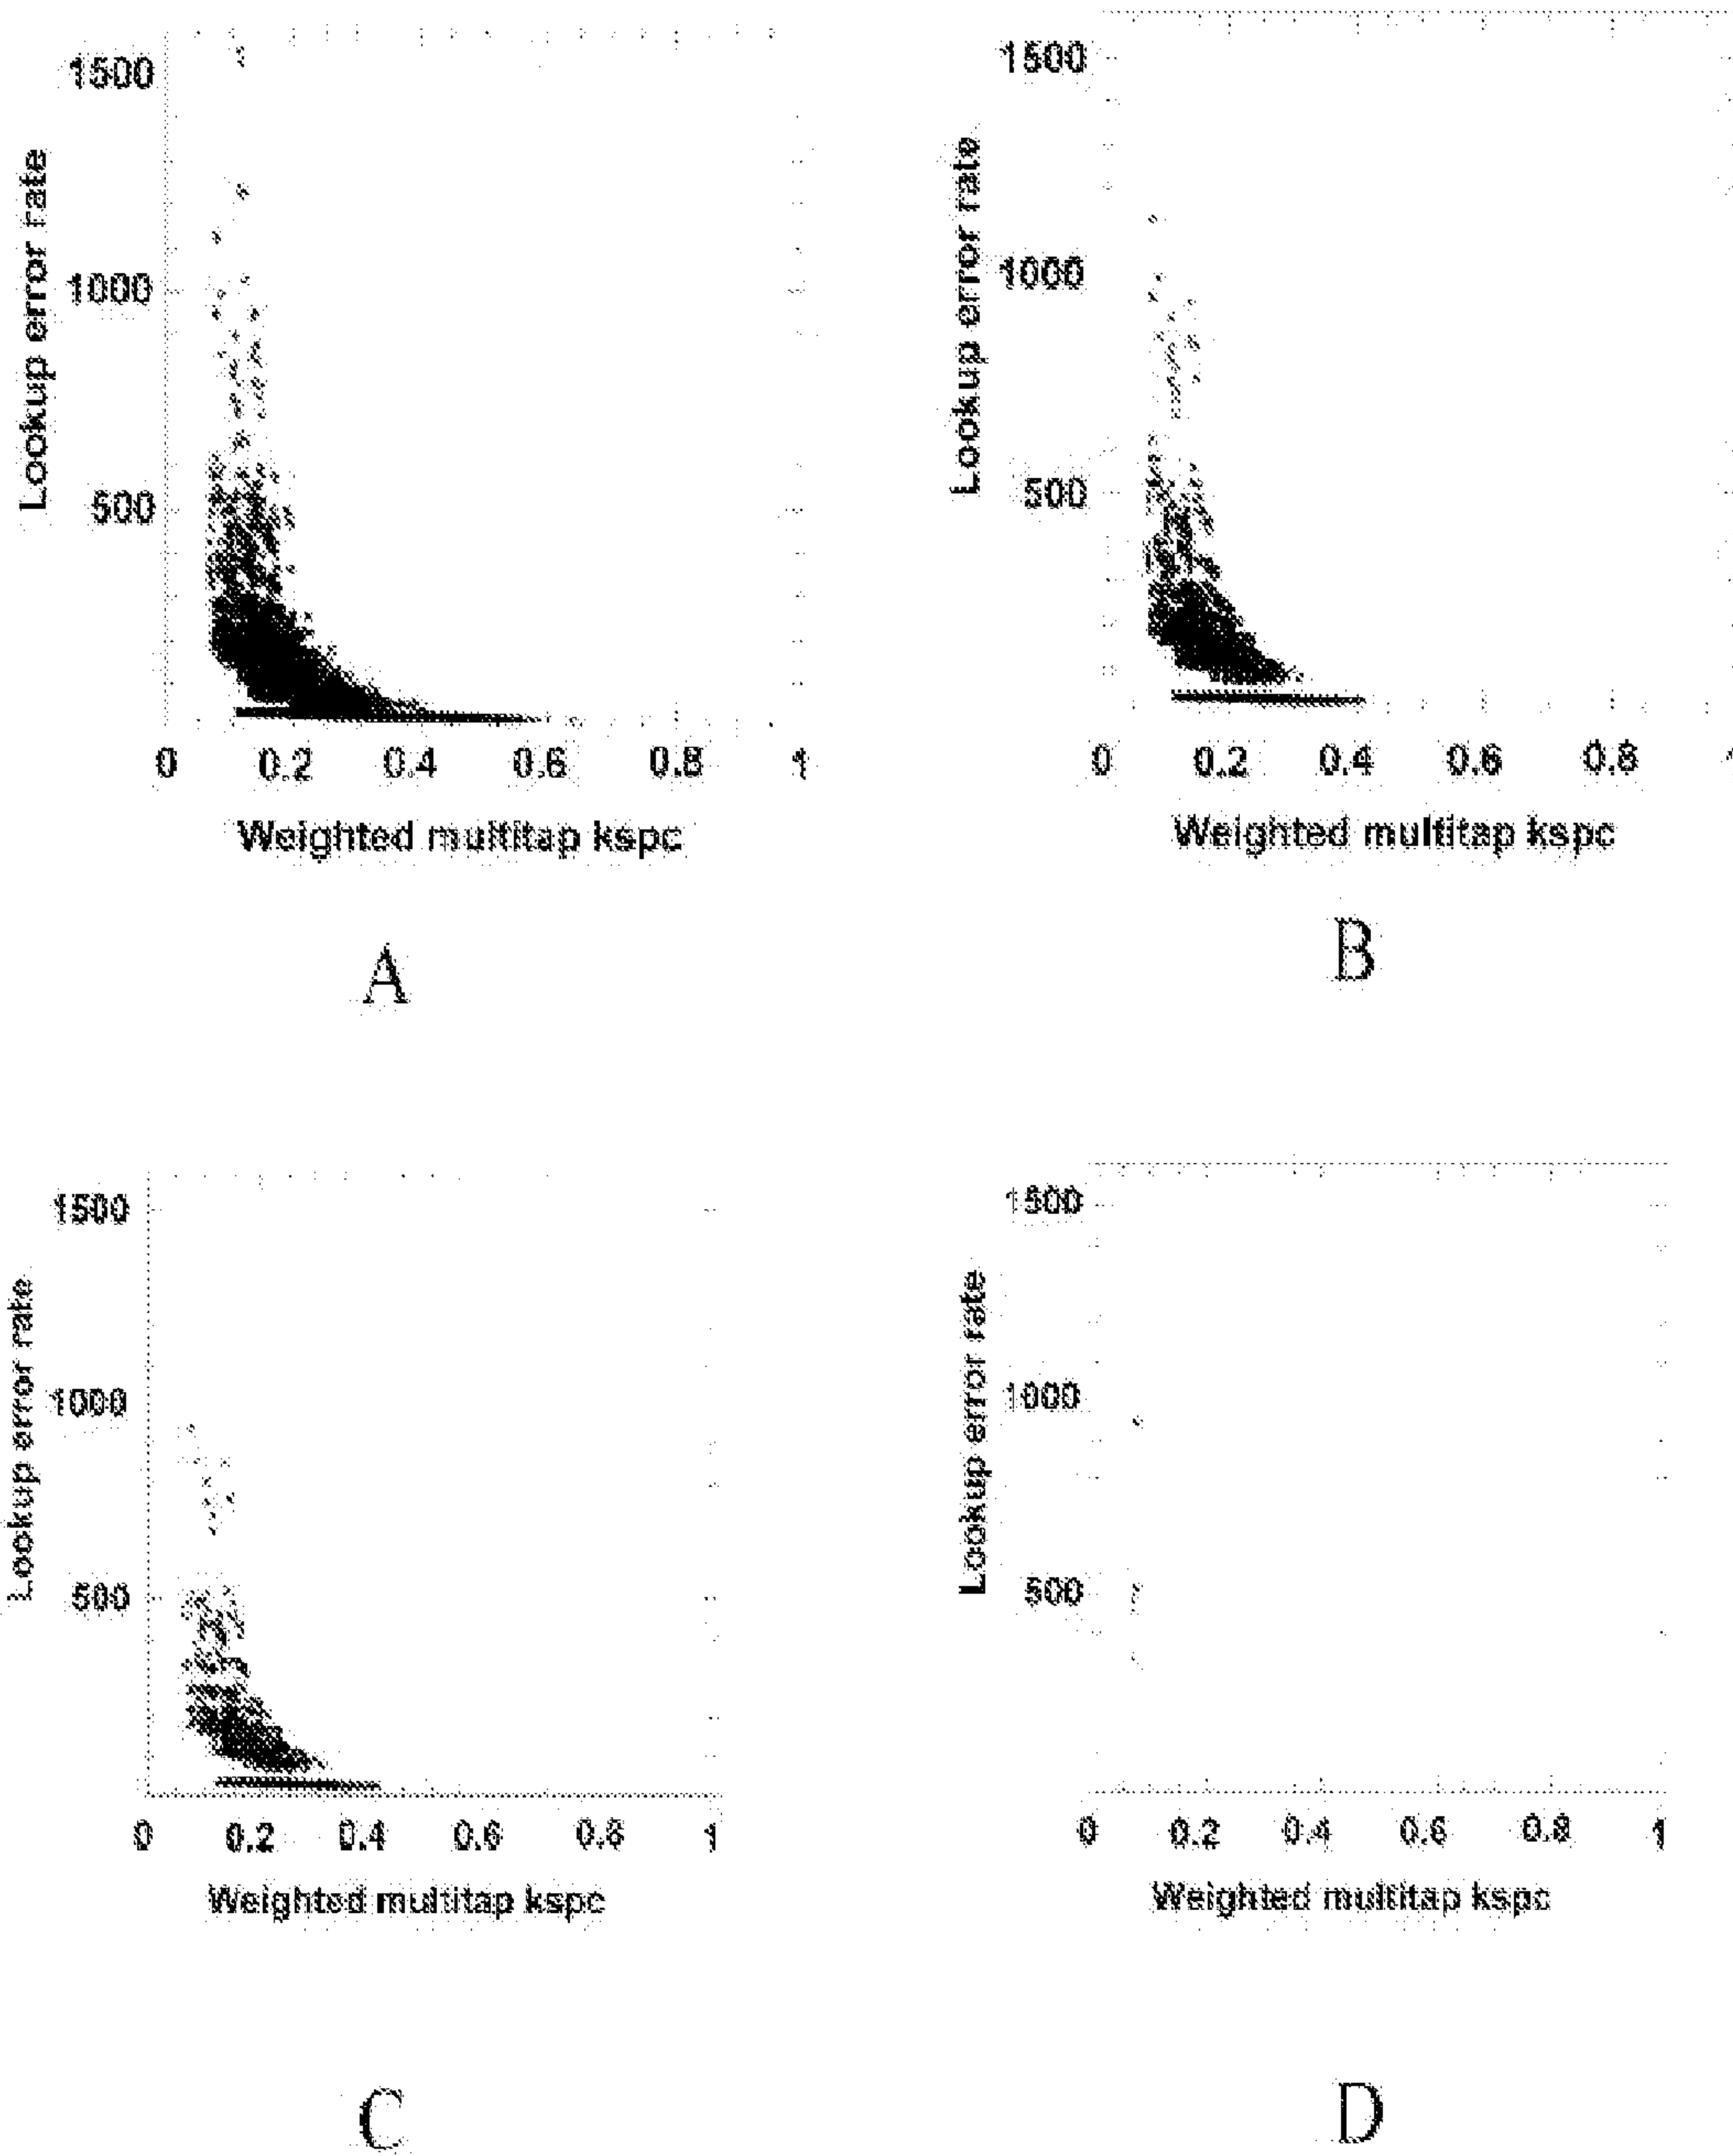 1500
1000
500
Lookup error rate
0 0.2 0.4 0.6 0.8 1
Weighted multitap kspc
A
1500
1000
500
Lookup error rate
0 0.2 0.4 0.6 0.8
Weighted multitap kspc
B
1500
1000
500
Lookup error rate
0 0.2 0.4 0.6 0.8 1
Weighted multitap kspc
C
1500
1000
500
Lookup error rate
0 0.2 0.4 0.6 0.8 1
Weighted multitap kspc
D